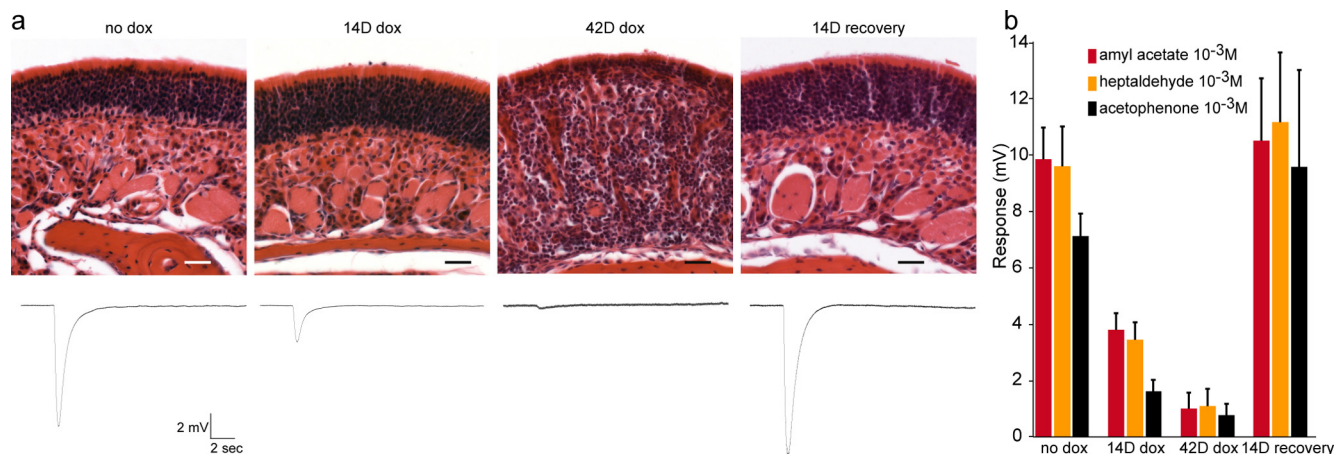 a
no dox
14D dox
42D dox
14D recovery
2 mV
2 sec
b
14
12
10
8
6
4
2
0
Response (mV)
amyl acetate 10⁻³M
heptaldehyde 10⁻³M
acetophenone 10⁻³M
no dox
14D dox
42D dox
14D recovery